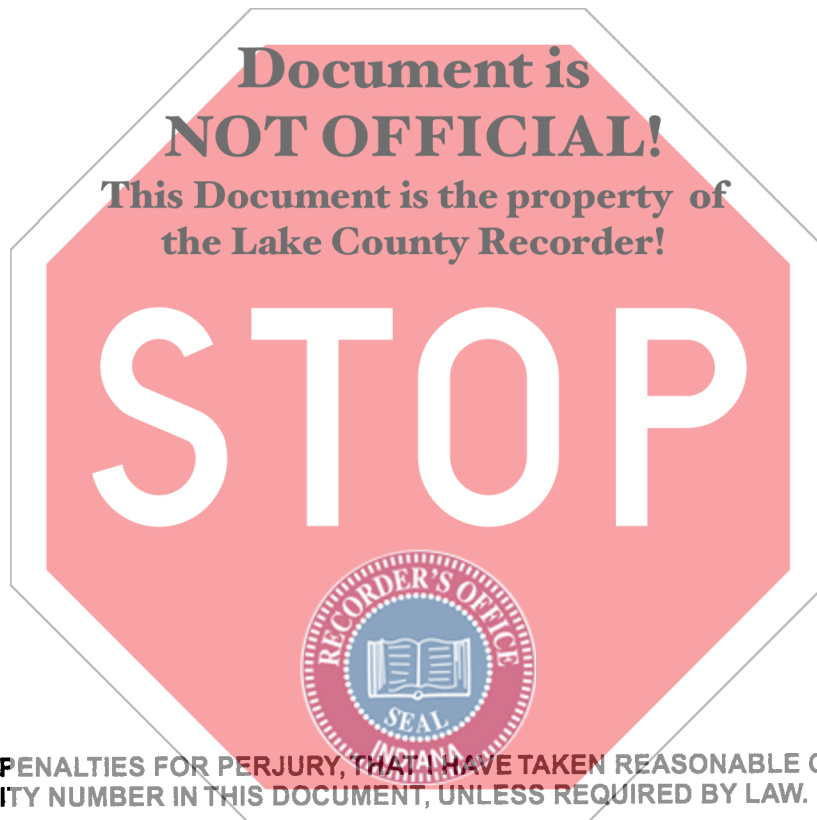 Document is
NOT OFFICIAL!
This Document is the property of
the Lake County Recorder!
STOP
RECORDER'S OFFICE
SEAL
INDIANA
PENALTIES FOR PERJURY, THAT I HAVE TAKEN REASONABLE
ITY NUMBER IN THIS DOCUMENT, UNLESS REQUIRED BY LAW.